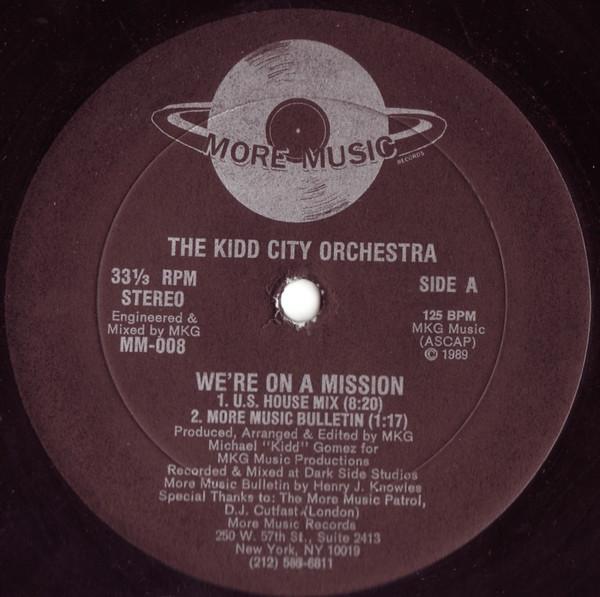 MORE MUSIC
RECORDS
THE KIDD CITY ORCHESTRA
33⅓ RPM
STEREO
Engineered &
Mixed by MKG
MM-008
SIDE A
125 BPM
MKG Music
(ASCAP)
© 1989
WE'RE ON A MISSION
1. U.S. HOUSE MIX (8:20)
2. MORE MUSIC BULLETIN (1:17)
Produced, Arranged & Edited by MKG
Michael "Kidd" Gomez for
MKG Music Productions
Recorded & Mixed at Dark Side Studios
More Music Bulletin by Henry J. Knowles
Special Thanks to: The More Music Patrol,
D.J. Cutfast (London)
More Music Records
250 W. 57th St., Suite 2413
New York, NY 10019
(212)